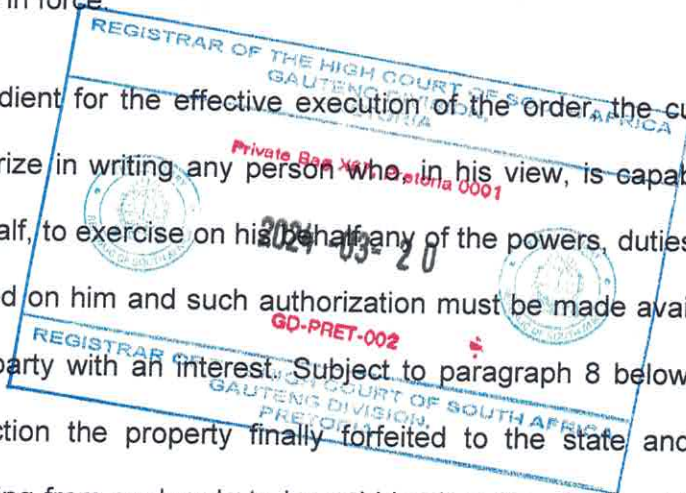 in force.
REGISTRAR OF THE HIGH COURT OF SOUTH AFRICA
GAUTENG DIVISION,
PRETORIA
dient for the effective execution of the order, the cu
Private Bag X67, Pretoria 0001
rize in writing any person who, in his view, is capab
alf, to exercise on his behalf any of the powers, duties
2024 -03- 20
d on him and such authorization must be made avai
GD-PRET-002
party with an interest. Subject to paragraph 8 below
REGISTRAR OF THE HIGH COURT OF SOUTH AFRICA
GAUTENG DIVISION,
PRETORIA
ction the property finally forfeited to the state and